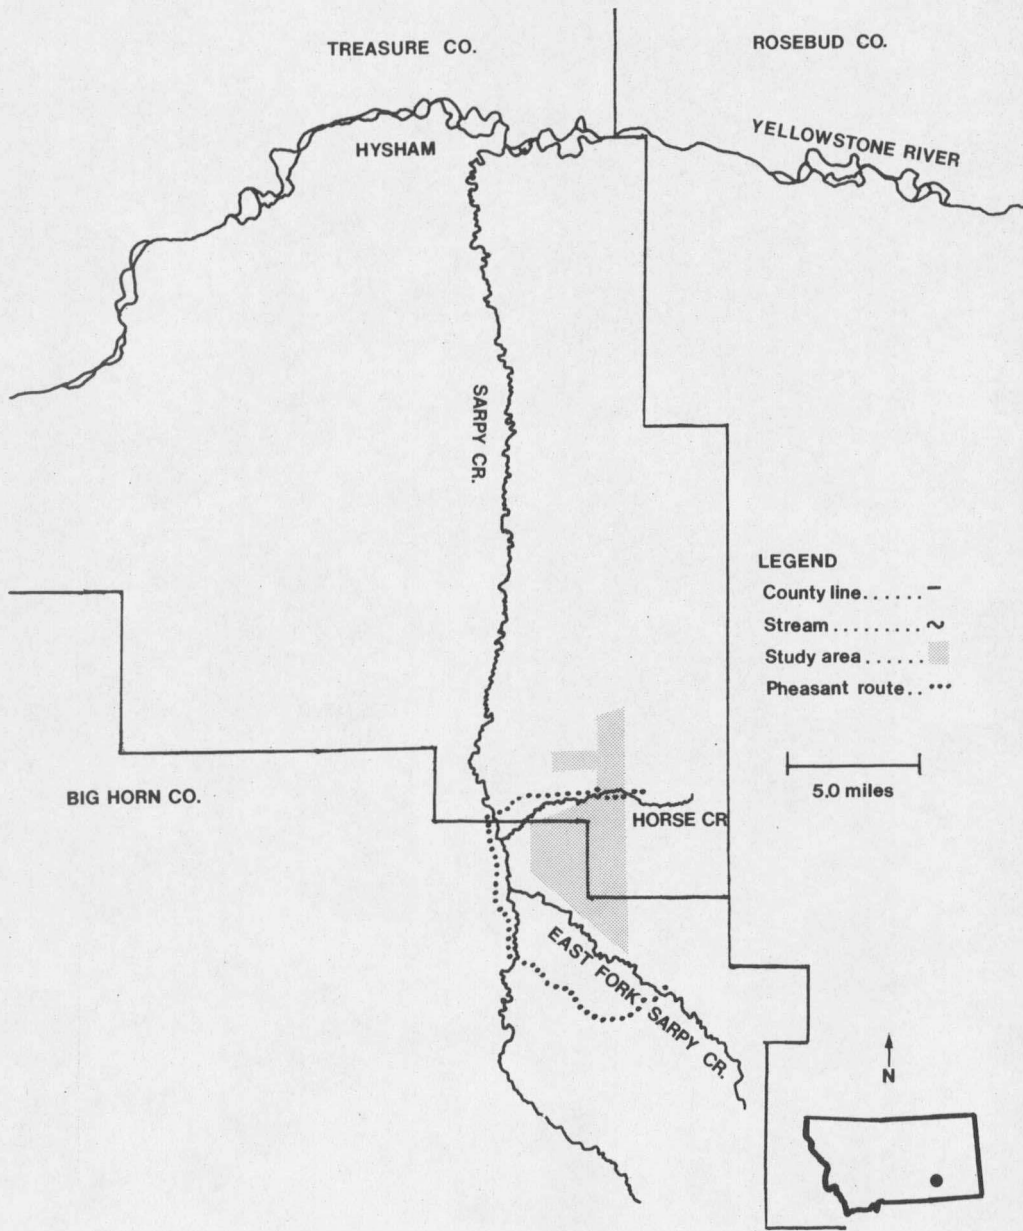 TREASURE CO.
ROSEBUD CO.
HYSHAM
YELLOWSTONE RIVER
SARPY CR.
LEGEND
County line......
Stream.........
Study area......
Pheasant route..
5.0 miles
BIG HORN CO.
HORSE CR
EAST FORK SARPY CR.
N